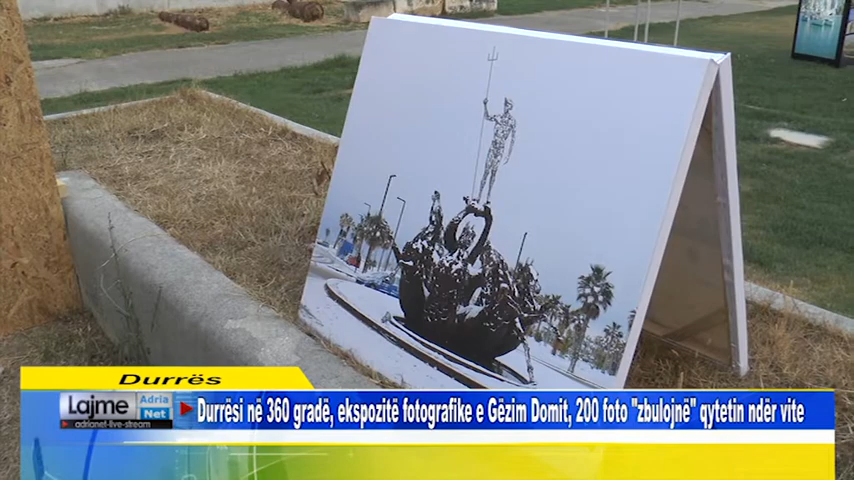 Durrës
Lajme Adria Net
adrianet-live-stream
Durrësi në 360 gradë, ekspozitë fotografike e Gëzim Domit, 200 foto "zbulojnë" qytetin ndër vite